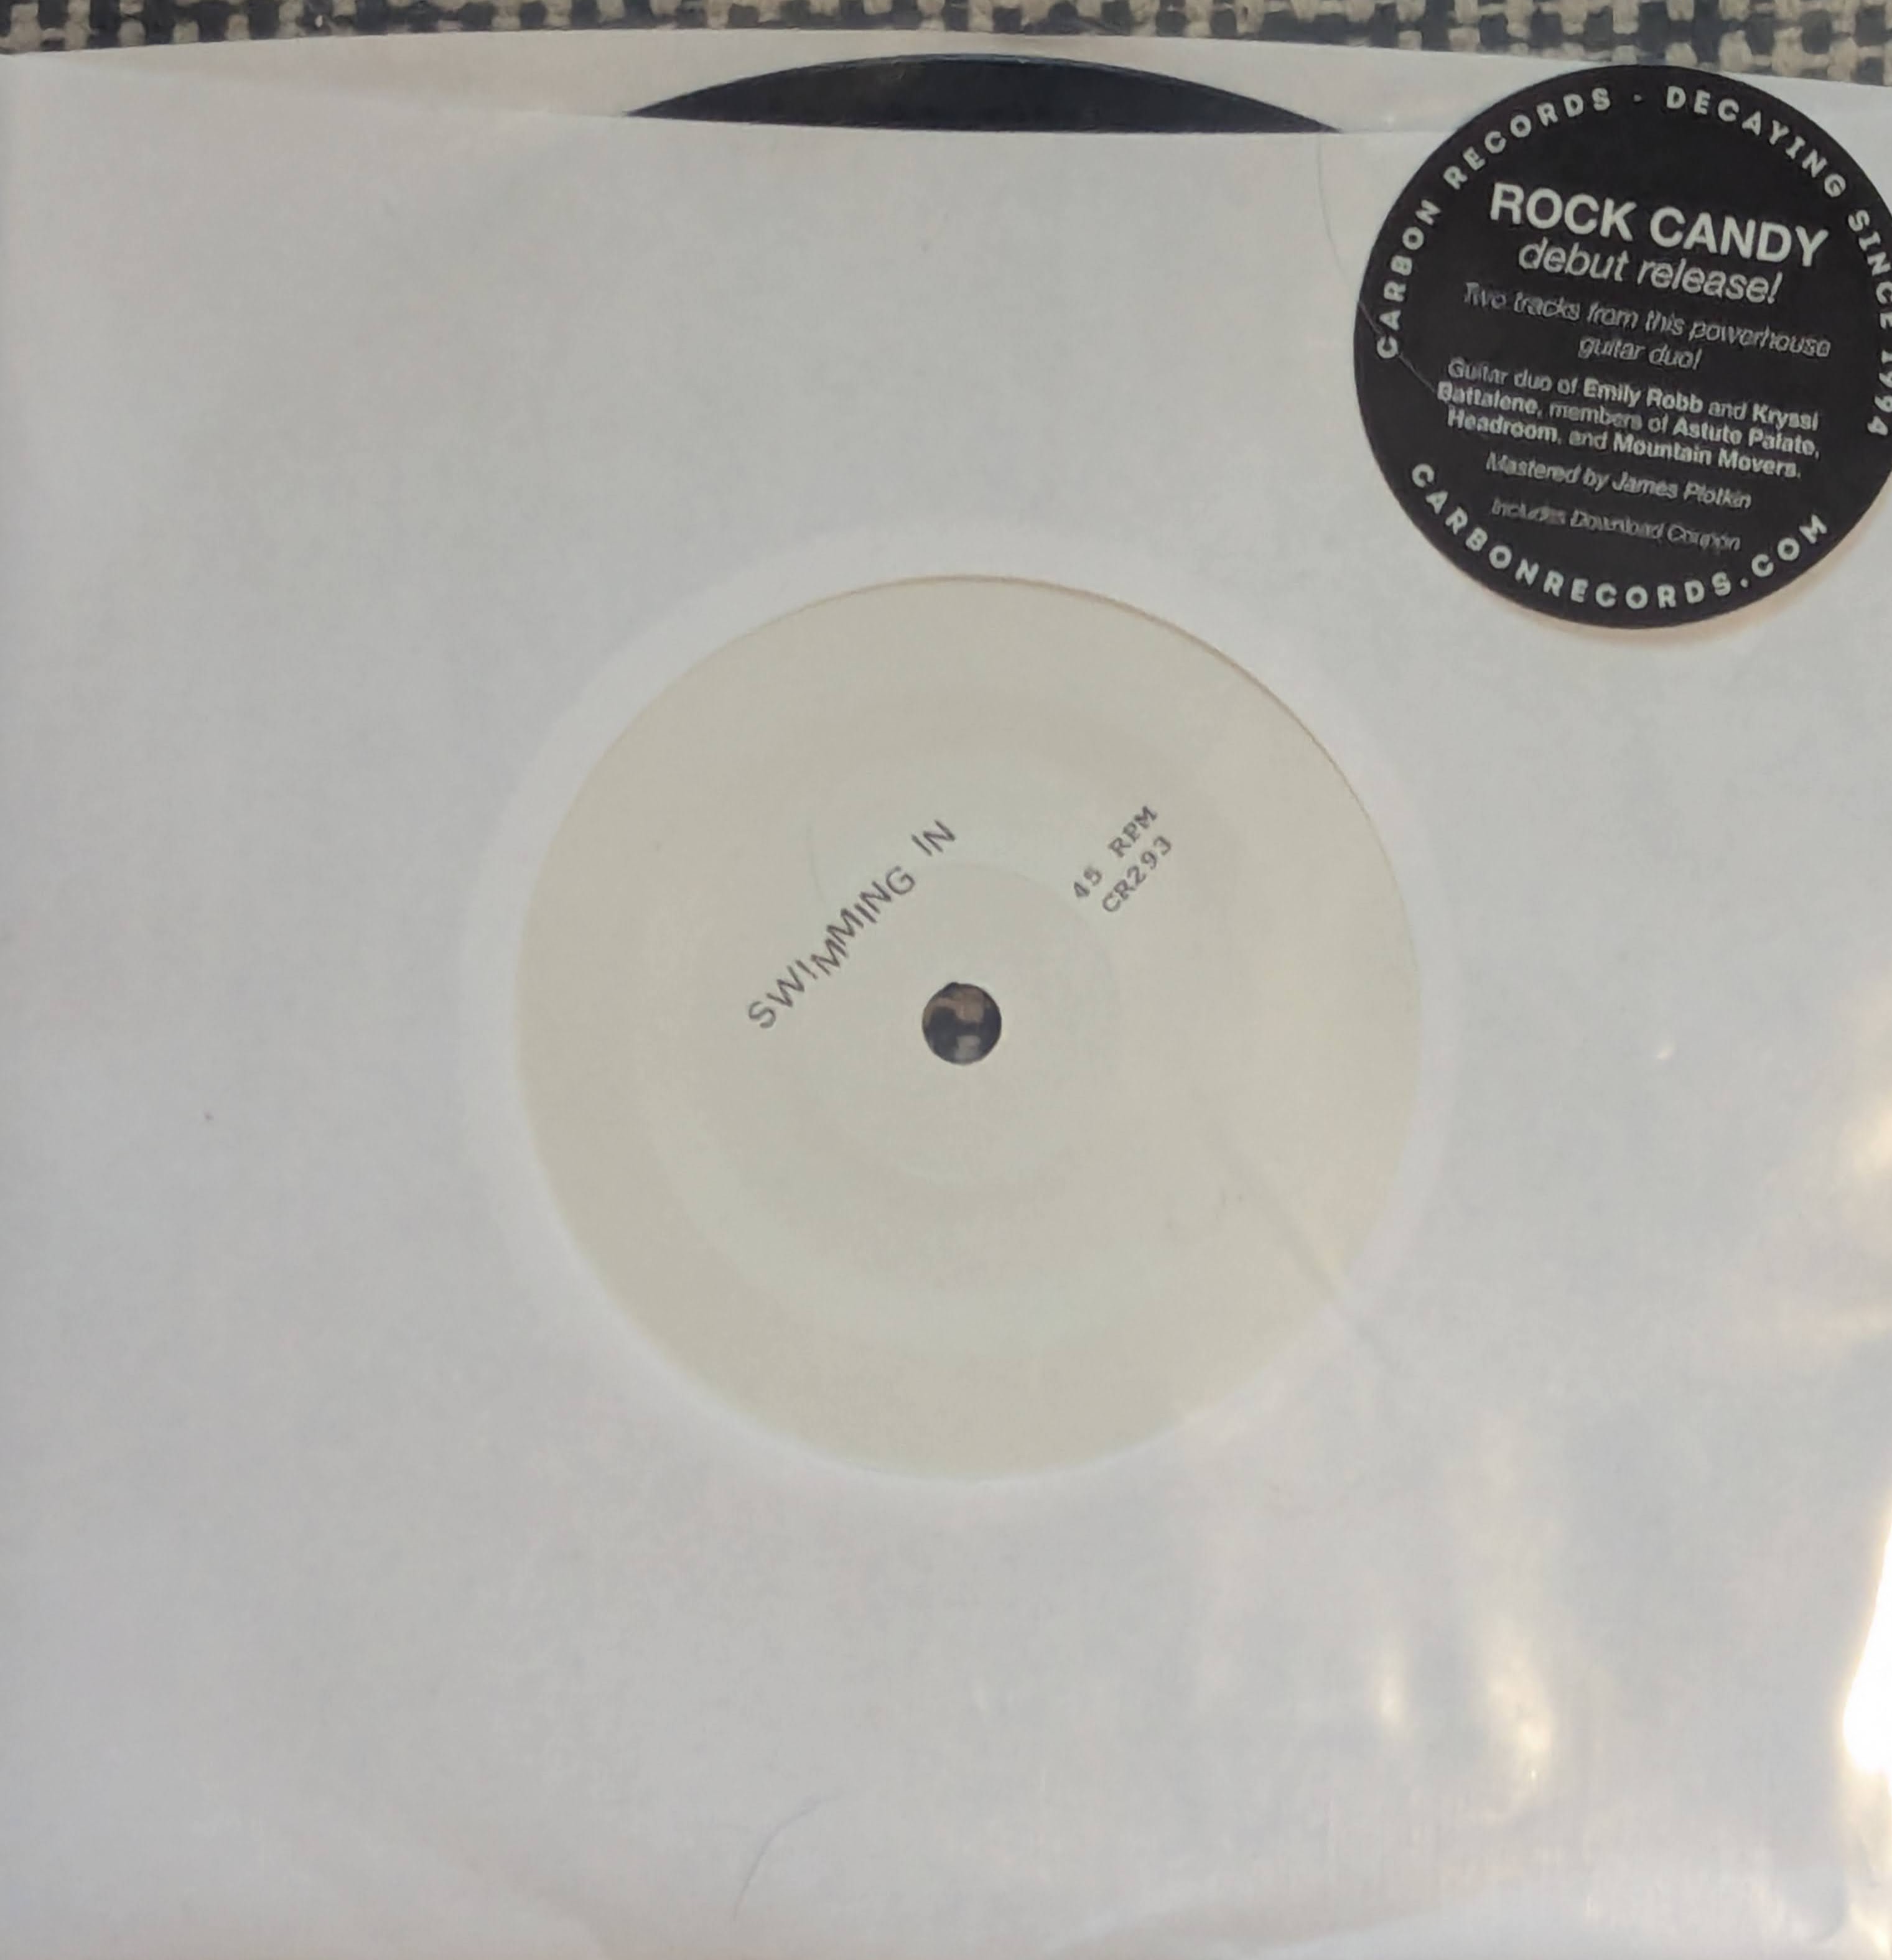 CARBON RECORDS · DECAYING SINCE 1994
ROCK CANDY
debut release!
Two tracks from this powerhouse
guitar duo!
Guitar duo of Emily Robb and Kryssi
Battalene, members of Astute Palate,
Headroom, and Mountain Movers.
Mastered by James Plotkin
Includes Download Coupon
CARBONRECORDS.COM
SWIMMING IN
45 RPM
CR293